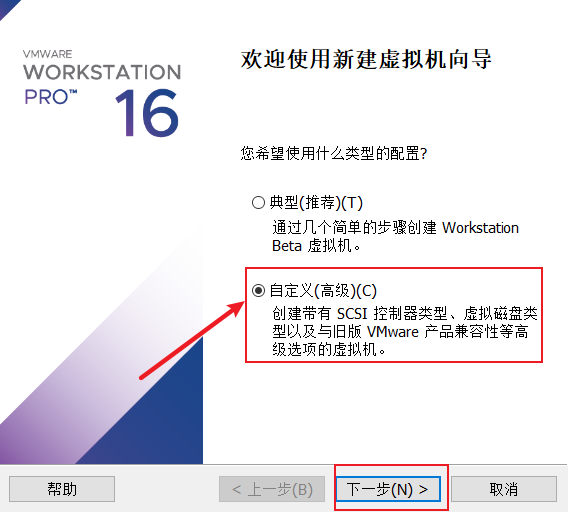 VMWARE
WORKSTATION
PRO™
16
欢迎使用新建虚拟机向导
您希望使用什么类型的配置?
典型(推荐)(T)
通过几个简单的步骤创建 Workstation
Beta 虚拟机。
自定义(高级)(C)
创建带有 SCSI 控制器类型、虚拟磁盘类
型以及与旧版 VMware 产品兼容性等高
级选项的虚拟机。
帮助
< 上一步(B)
下一步(N) >
取消